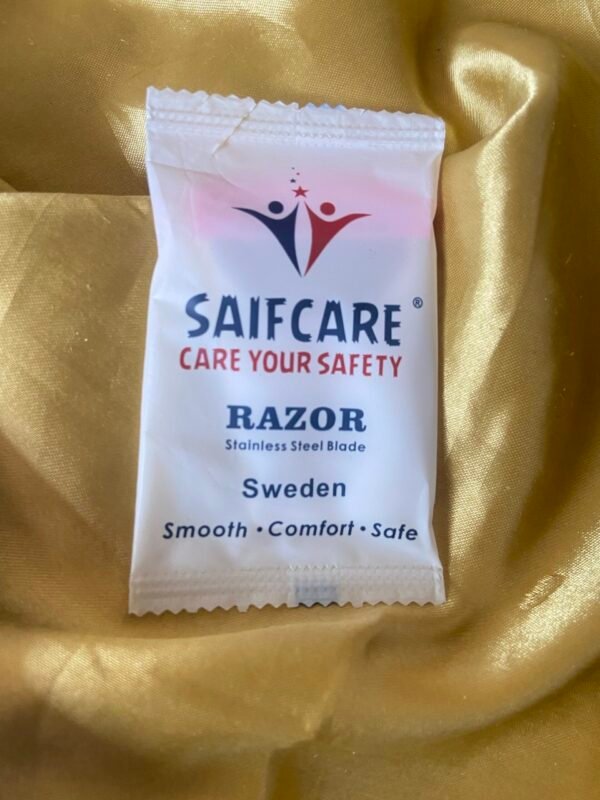 SAIFCARE®
CARE YOUR SAFETY
RAZOR
Stainless Steel Blade
Sweden
Smooth • Comfort • Safe